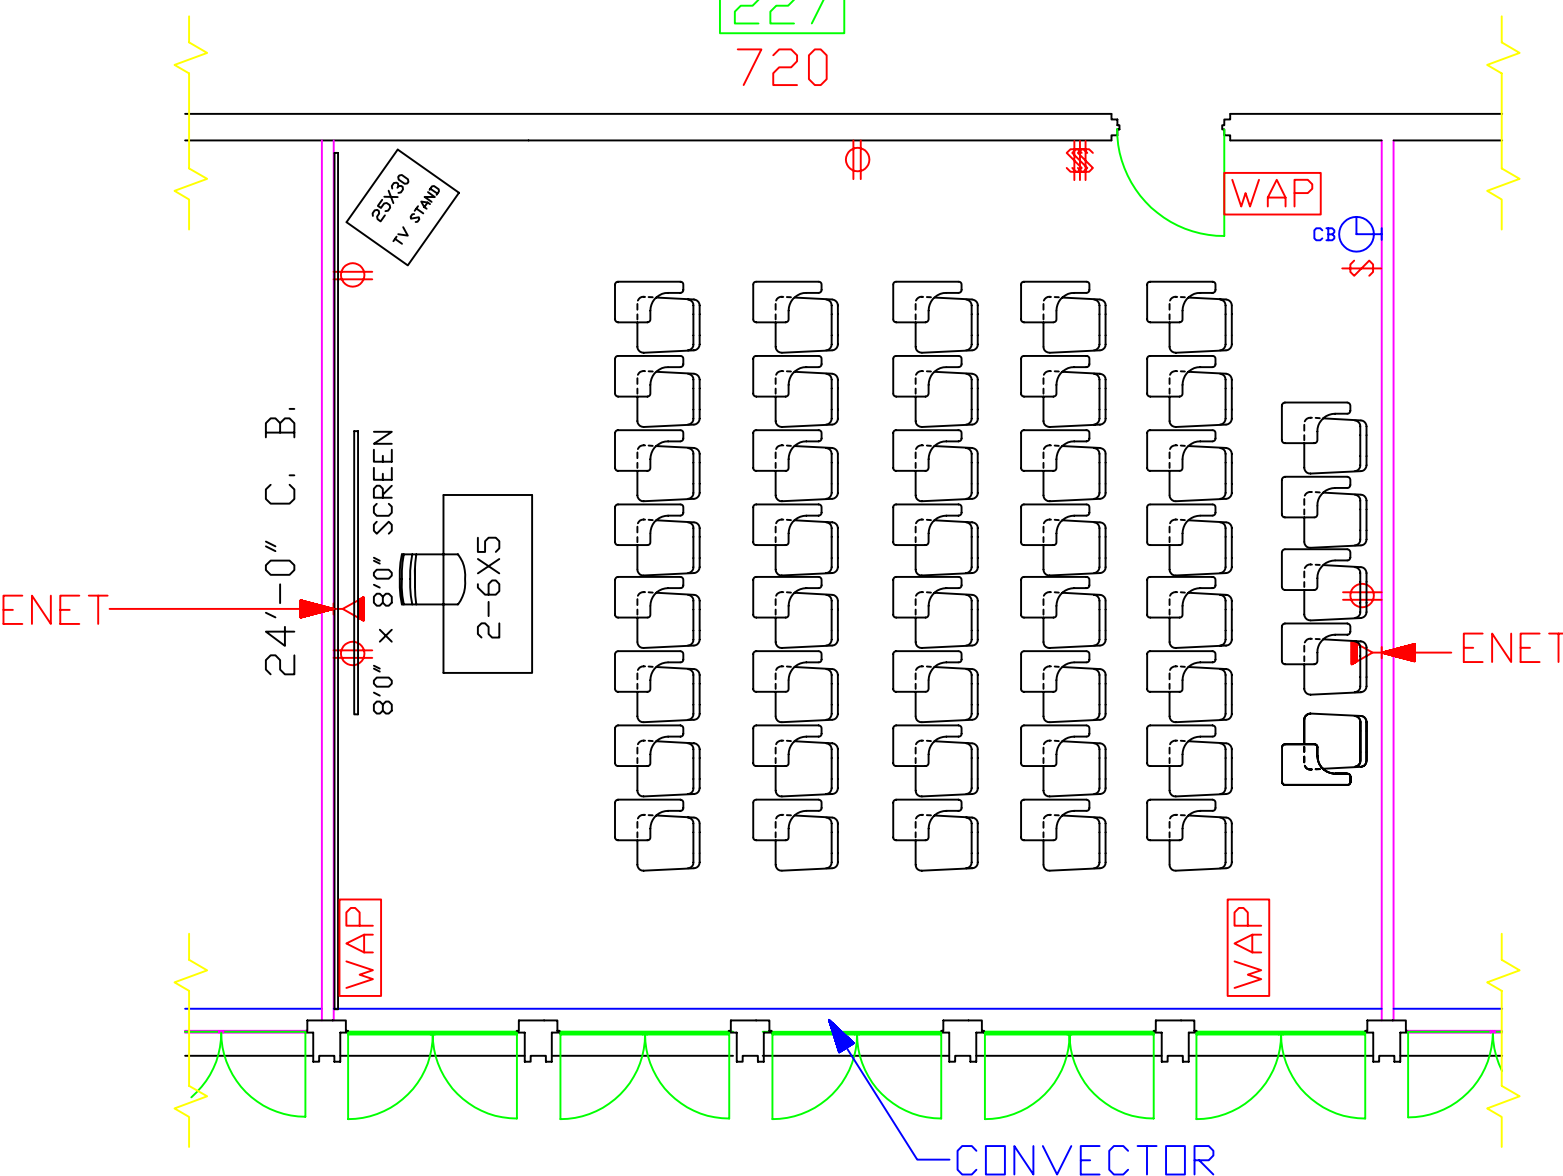 227
720
25X30
TV STAND
WAP
CB
24'-0" C. B.
8'0" x 8'0" SCREEN
2-6X5
ENET
ENET
WAP
WAP
CONVECTOR